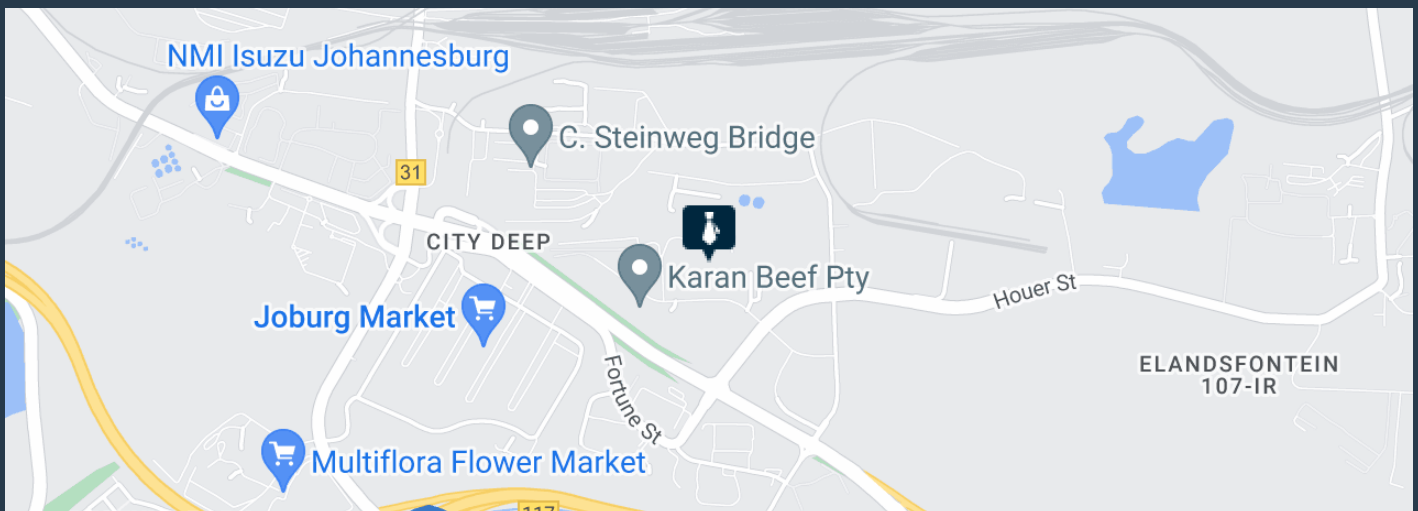 NMI Isuzu Johannesburg
C. Steinweg Bridge
31
CITY DEEP
Karan Beef Pty
Houer St
Joburg Market
Fortune St
ELANDSFONTEIN
107-IR
Multiflora Flower Market
117